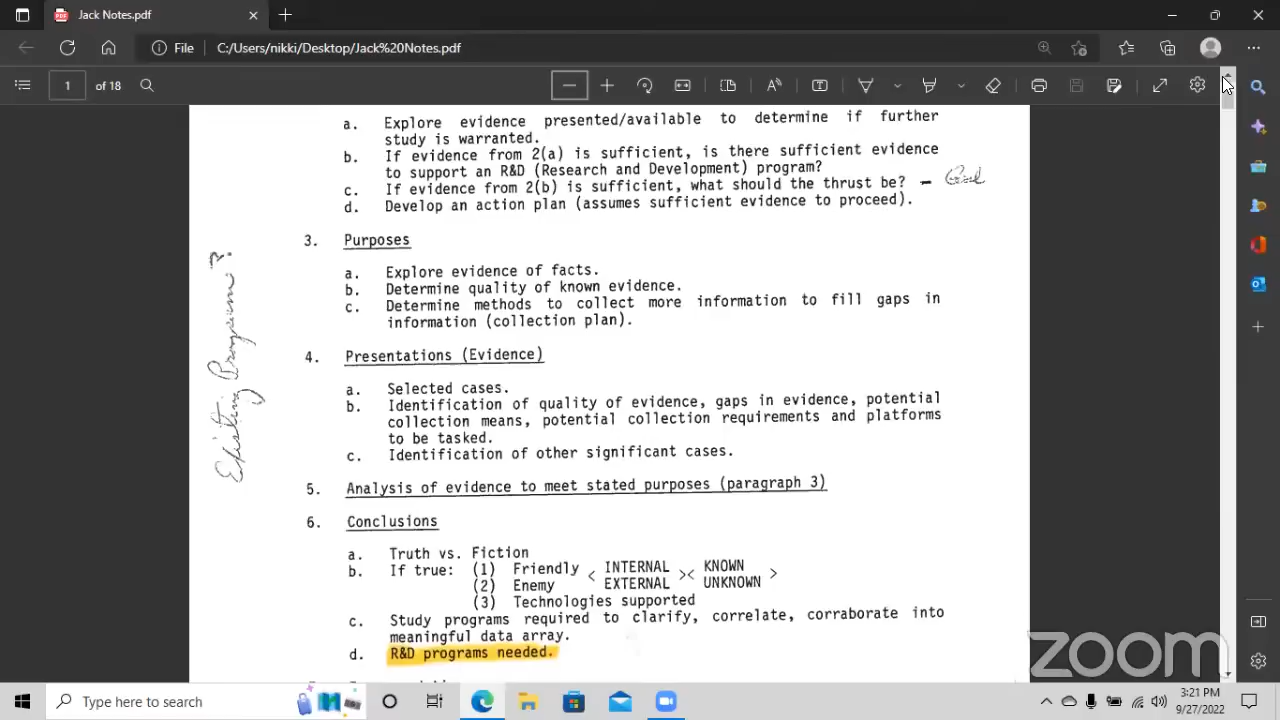 Jack Notes.pdf
File C:/Users/nikki/Desktop/Jack%20Notes.pdf
1 of 18
a. Explore evidence presented/available to determine if further
study is warranted.
b. If evidence from 2(a) is sufficient, is there sufficient evidence
to support an R&D (Research and Development) program?
c. If evidence from 2(b) is sufficient, what should the thrust be? -
d. Develop an action plan (assumes sufficient evidence to proceed).
3. Purposes
a. Explore evidence of facts.
b. Determine quality of known evidence.
c. Determine methods to collect more information to fill gaps in
information (collection plan).
Existing Program?
4. Presentations (Evidence)
a. Selected cases.
b. Identification of quality of evidence, gaps in evidence, potential
collection means, potential collection requirements and platforms
to be tasked.
c. Identification of other significant cases.
5. Analysis of evidence to meet stated purposes (paragraph 3)
6. Conclusions
a. Truth vs. Fiction
b. If true: (1) Friendly < INTERNAL >< KNOWN >
(2) Enemy EXTERNAL UNKNOWN
(3) Technologies supported
c. Study programs required to clarify, correlate, corraborate into
meaningful data array.
d. R&D programs needed.
zoom
Type here to search
3:21 PM
9/27/2022